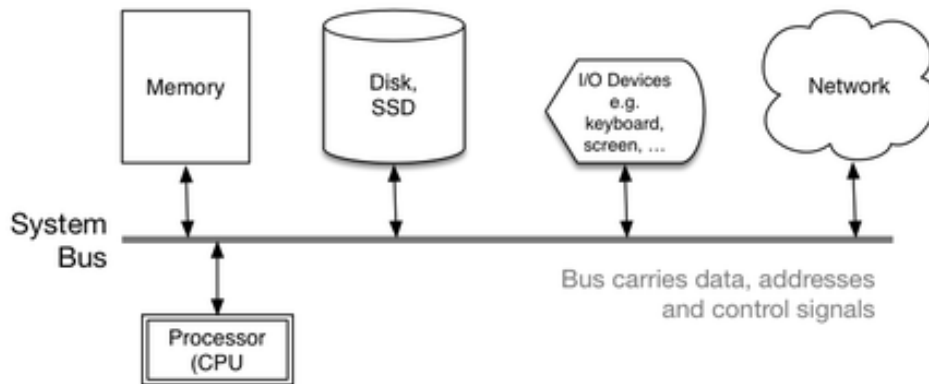 Memory
Disk,
SSD
I/O Devices
e.g.
keyboard,
screen, ...
Network
System
Bus
Bus carries data, addresses
and control signals
Processor
(CPU